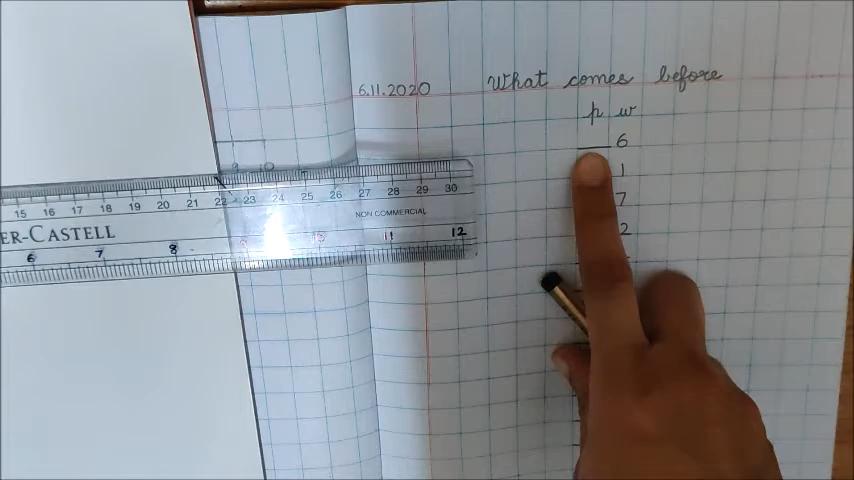 6.11.2020 What comes before
p w
__ 6
1
7
2
15 16 17 18 19 20 21 22 23 24 25 26 27 28 29 30
NON COMMERCIAL
ER-CASTELL
6 7 8 9 10 11 12